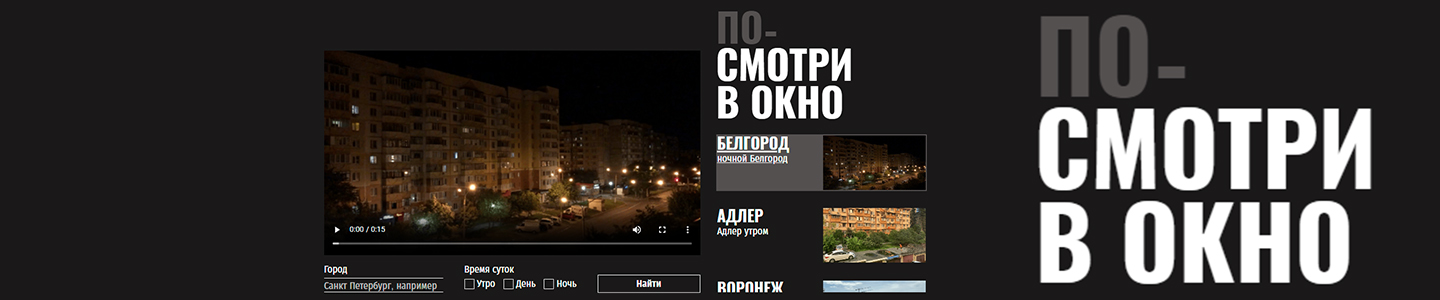 ПО-
СМОТРИ
В ОКНО
БЕЛГОРОД
ночной Белгород
АДЛЕР
Адлер утром
ВОРОНЕЖ
0:00 / 0:15
Город
Санкт Петербург, например
Время суток
Утро
День
Ночь
Найти
ПО-
СМОТРИ
В ОКНО